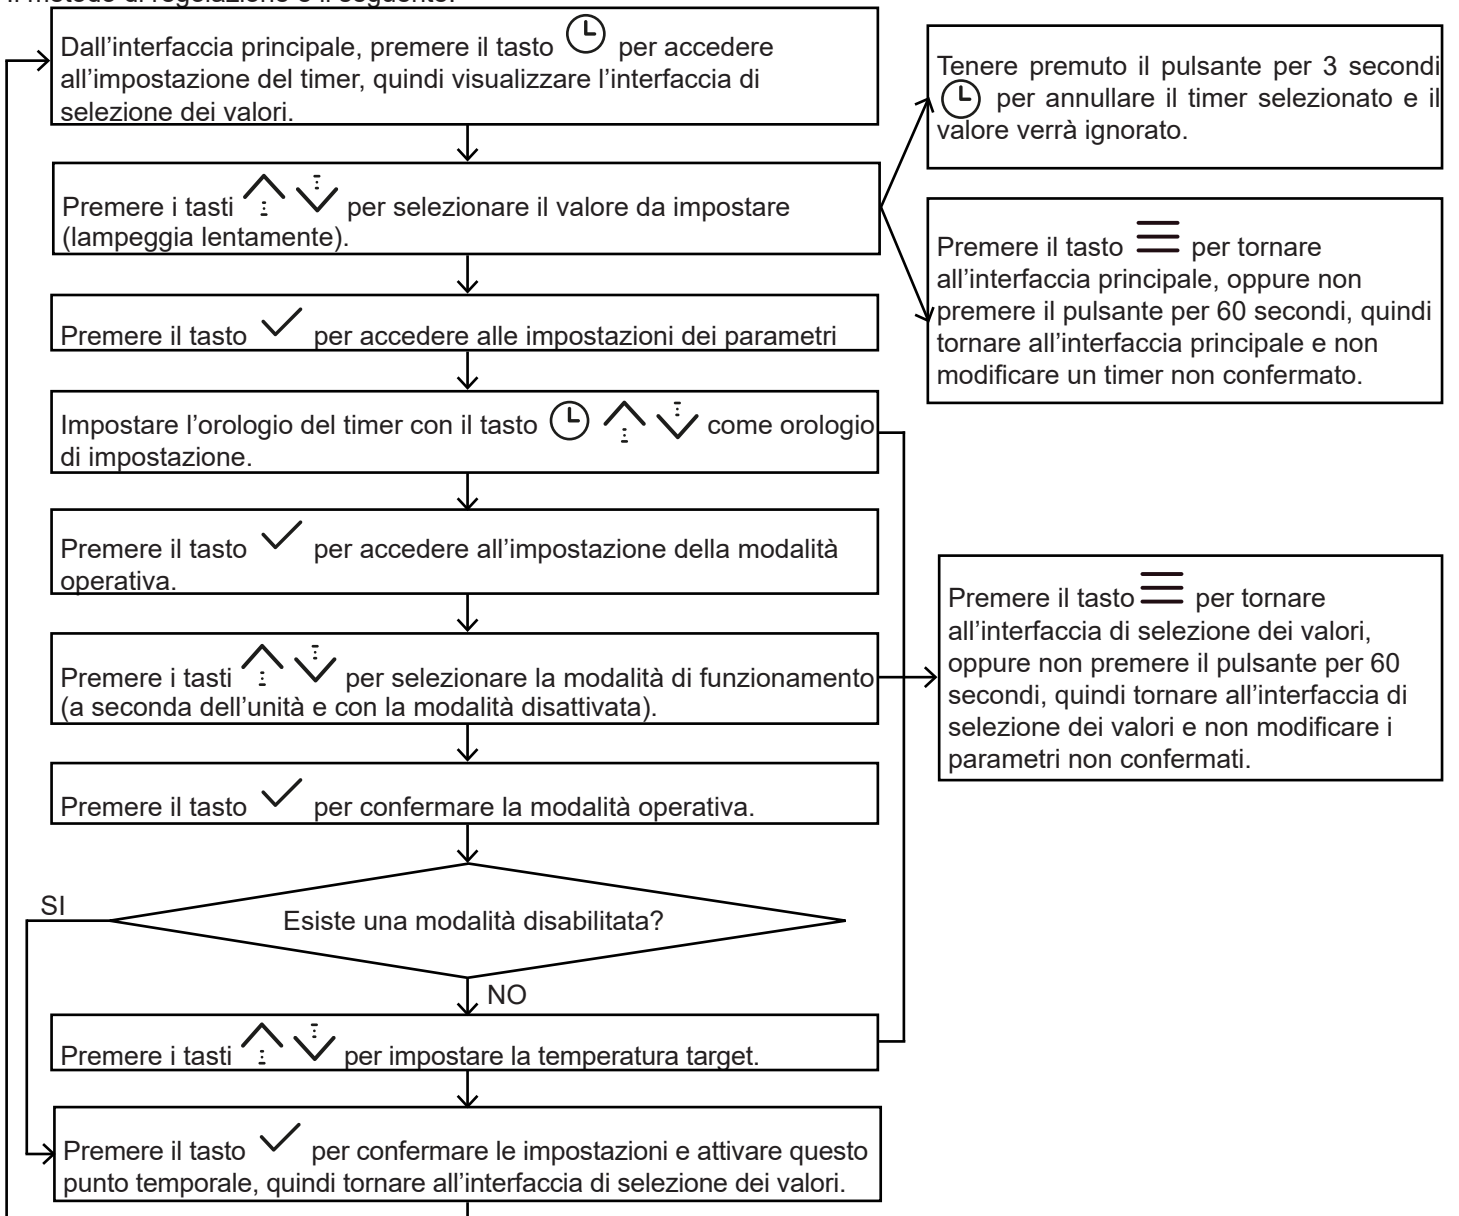 Il metodo di regolazione è il seguente:
Dall'interfaccia principale, premere il tasto per accedere
all'impostazione del timer, quindi visualizzare l'interfaccia di
selezione dei valori.
Tenere premuto il pulsante per 3 secondi
per annullare il timer selezionato e il
valore verrà ignorato.
Premere i tasti per selezionare il valore da impostare
(lampeggia lentamente).
Premere il tasto per tornare
all'interfaccia principale, oppure non
premere il pulsante per 60 secondi, quindi
tornare all'interfaccia principale e non
modificare un timer non confermato.
Premere il tasto per accedere alle impostazioni dei parametri
Impostare l'orologio del timer con il tasto come orologio
di impostazione.
Premere il tasto per accedere all'impostazione della modalità
operativa.
Premere i tasti per selezionare la modalità di funzionamento
(a seconda dell'unità e con la modalità disattivata).
Premere il tasto per tornare
all'interfaccia di selezione dei valori,
oppure non premere il pulsante per 60
secondi, quindi tornare all'interfaccia di
selezione dei valori e non modificare i
parametri non confermati.
Premere il tasto per confermare la modalità operativa.
SI
Esiste una modalità disabilitata?
NO
Premere i tasti per impostare la temperatura target.
Premere il tasto per confermare le impostazioni e attivare questo
punto temporale, quindi tornare all'interfaccia di selezione dei valori.